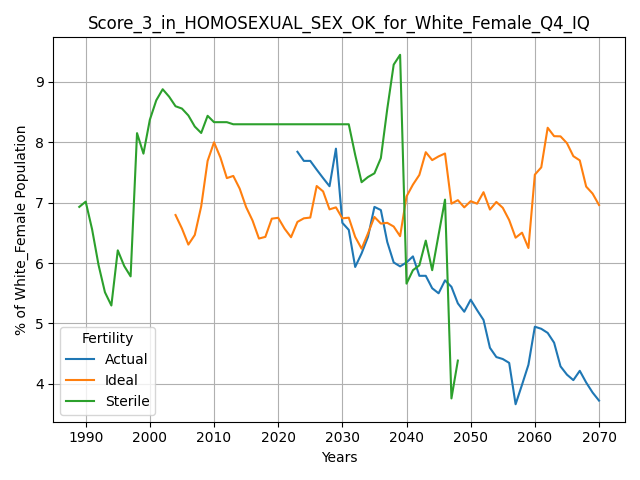 Score_3_in_HOMOSEXUAL_SEX_OK_for_White_Female_Q4_IQ
% of White_Female Population
9
8
7
6
5
4
Fertility
Actual
Ideal
Sterile
1990 2000 2010 2020 2030 2040 2050 2060 2070
Years